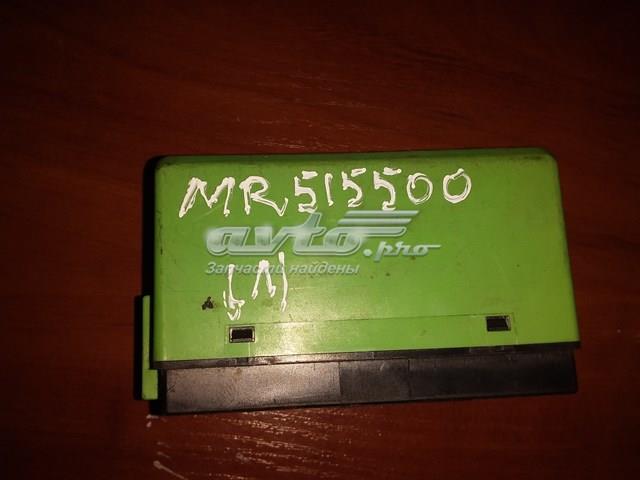 MR515500
avto.pro
Запчасти найдены